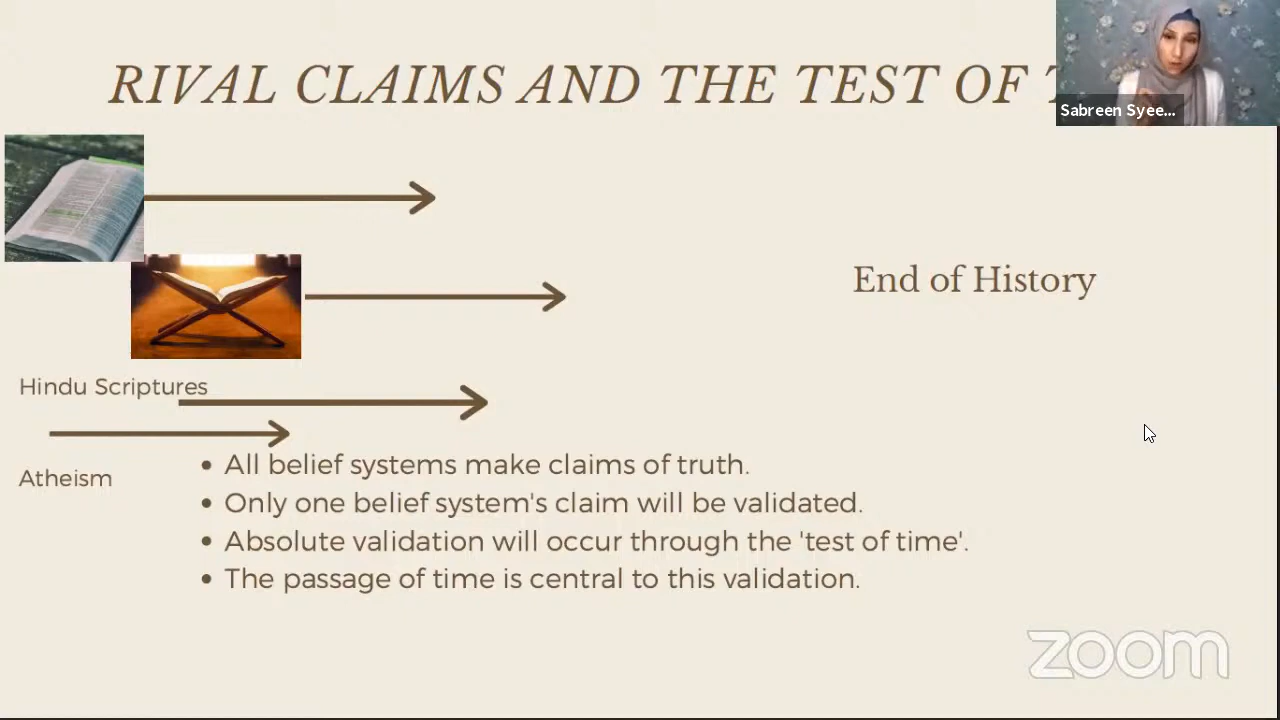 RIVAL CLAIMS AND THE TEST OF
Sabreen Syee...
End of History
Hindu Scriptures
Atheism
• All belief systems make claims of truth.
• Only one belief system's claim will be validated.
• Absolute validation will occur through the 'test of time'.
• The passage of time is central to this validation.
zoom